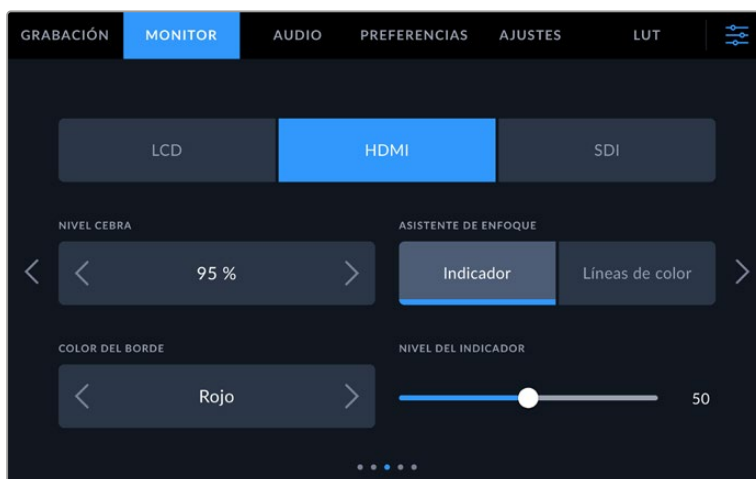 GRABACIÓN MONITOR AUDIO PREFERENCIAS AJUSTES LUT
LCD HDMI SDI
NIVEL CEBRA ASISTENTE DE ENFOQUE
95 % Indicador Líneas de color
COLOR DEL BORDE NIVEL DEL INDICADOR
Rojo 50